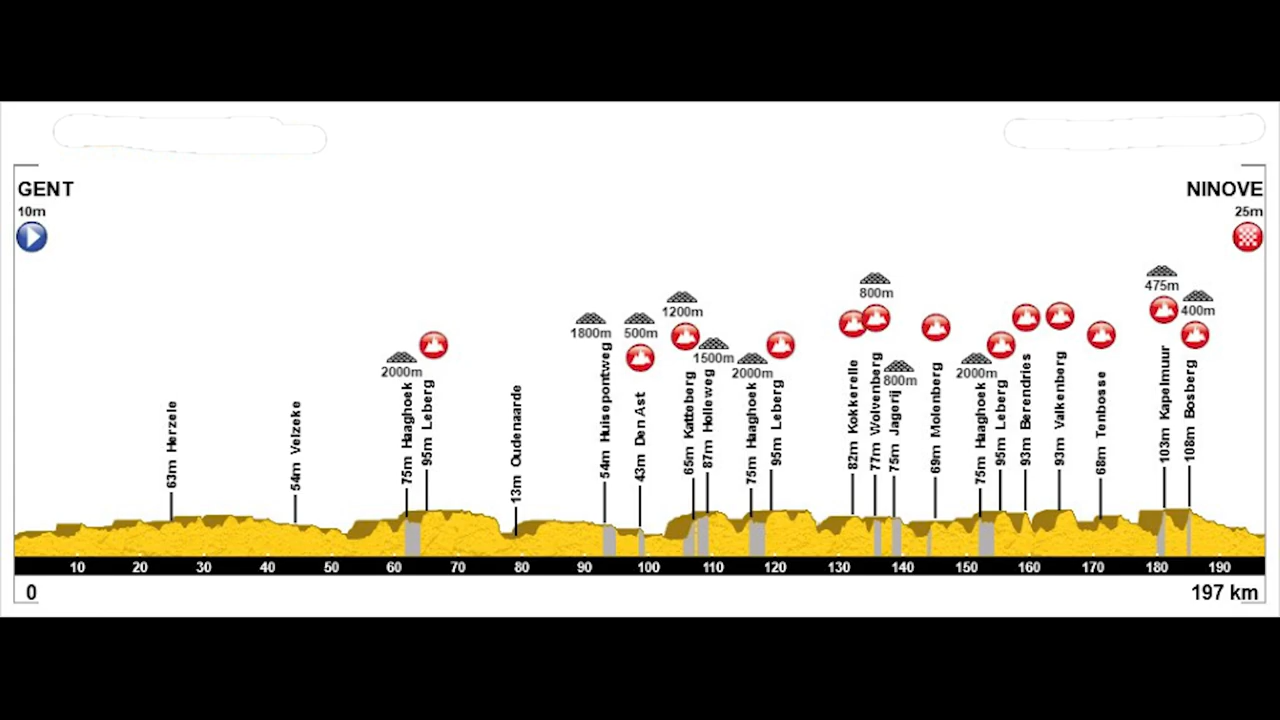 GENT
10m
NINOVE
25m
63m Herzele
54m Velzeke
2000m
75m Haaghoek
95m Leberg
13m Oudenaarde
1800m
54m Huisepontweg
500m
43m Den Ast
1200m
65m Katteberg
1500m
87m Holleweg
2000m
75m Haaghoek
95m Leberg
82m Kokkerelle
800m
77m Wolvenberg
800m
75m Jagerij
69m Molenberg
2000m
75m Haaghoek
95m Leberg
93m Berendries
93m Valkenberg
68m Tenbosse
475m
103m Kapelmuur
400m
108m Bosberg
10 20 30 40 50 60 70 80 90 100 110 120 130 140 150 160 170 180 190
0
197 km